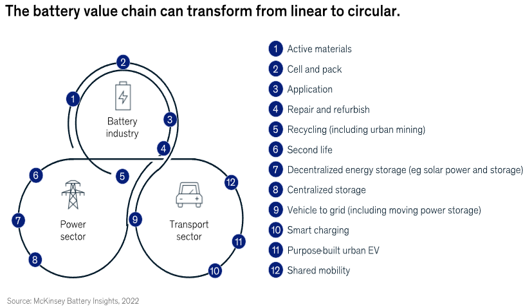 The battery value chain can transform from linear to circular.
2
1
Battery
industry
3
4
5
6
7
8
Power
sector
9
Transport
sector
12
11
10
1 Active materials
2 Cell and pack
3 Application
4 Repair and refurbish
5 Recycling (including urban mining)
6 Second life
7 Decentralized energy storage (eg solar power and storage)
8 Centralized storage
9 Vehicle to grid (including moving power storage)
10 Smart charging
11 Purpose-built urban EV
12 Shared mobility
Source: McKinsey Battery Insights, 2022